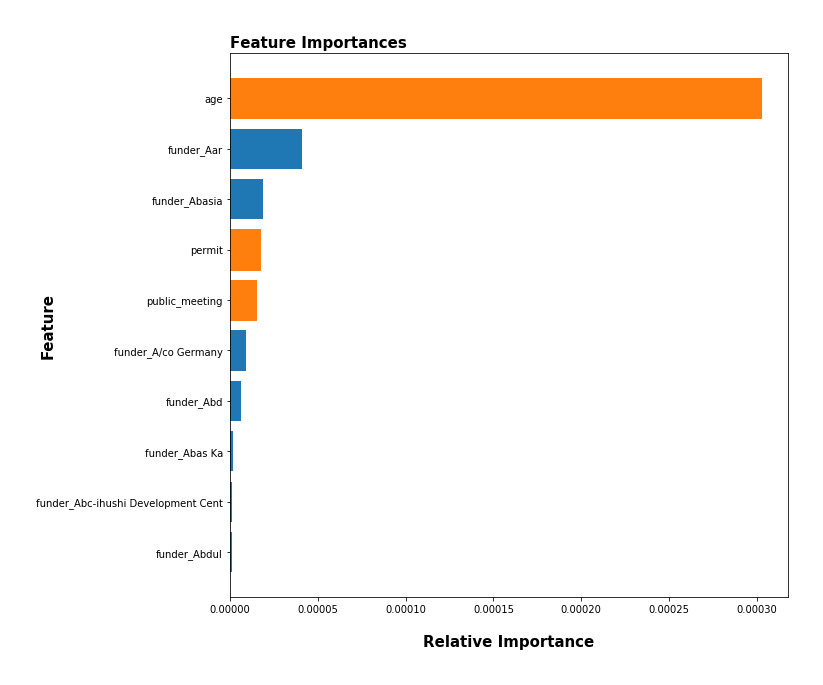 Feature Importances
age
funder_Aar
funder_Abasia
permit
public_meeting
funder_A/co Germany
funder_Abd
funder_Abas Ka
funder_Abc-ihushi Development Cent
funder_Abdul
Feature
0.00000 0.00005 0.00010 0.00015 0.00020 0.00025 0.00030
Relative Importance